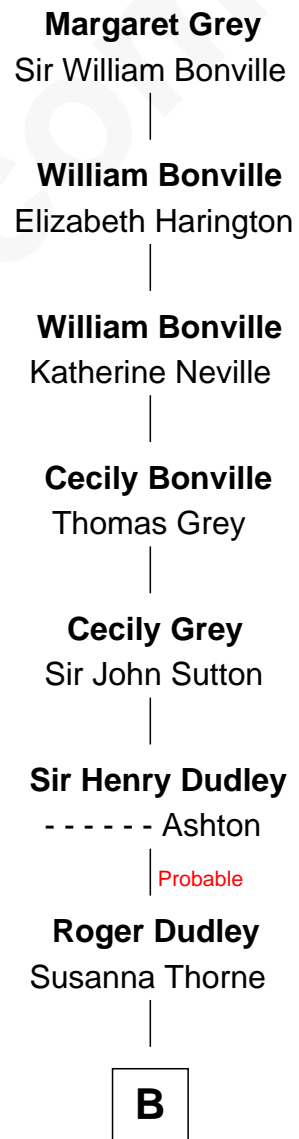 Margaret Grey
Sir William Bonville
William Bonville
Elizabeth Harington
William Bonville
Katherine Neville
Cecily Bonville
Thomas Grey
Cecily Grey
Sir John Sutton
Sir Henry Dudley
- - - - - - Ashton
Probable
Roger Dudley
Susanna Thorne
B